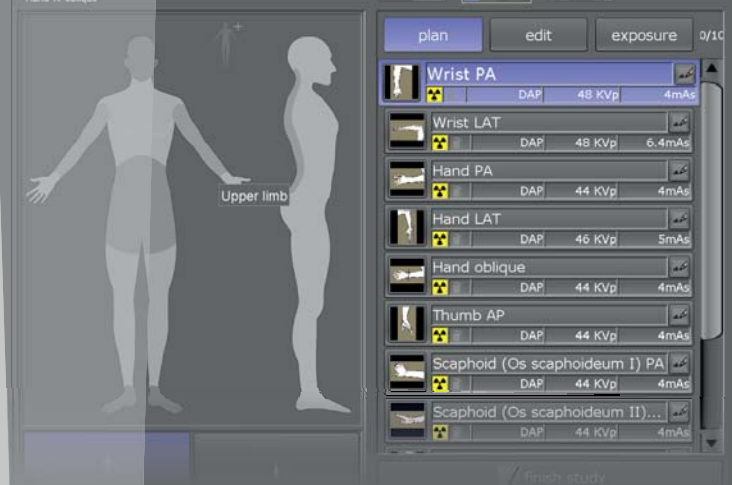 Hand R oblique
plan edit exposure 0/10
Wrist PA
DAP 48 KVp 4mAs
Wrist LAT
DAP 48 KVp 6.4mAs
Hand PA
DAP 44 KVp 4mAs
Upper limb
Hand LAT
DAP 46 KVp 5mAs
Hand oblique
DAP 44 KVp 4mAs
Thumb AP
DAP 44 KVp 4mAs
Scaphoid (Os scaphoideum I) PA
DAP 44 KVp 4mAs
Scaphoid (Os scaphoideum II)...
DAP 44 KVp 4mAs
finish study